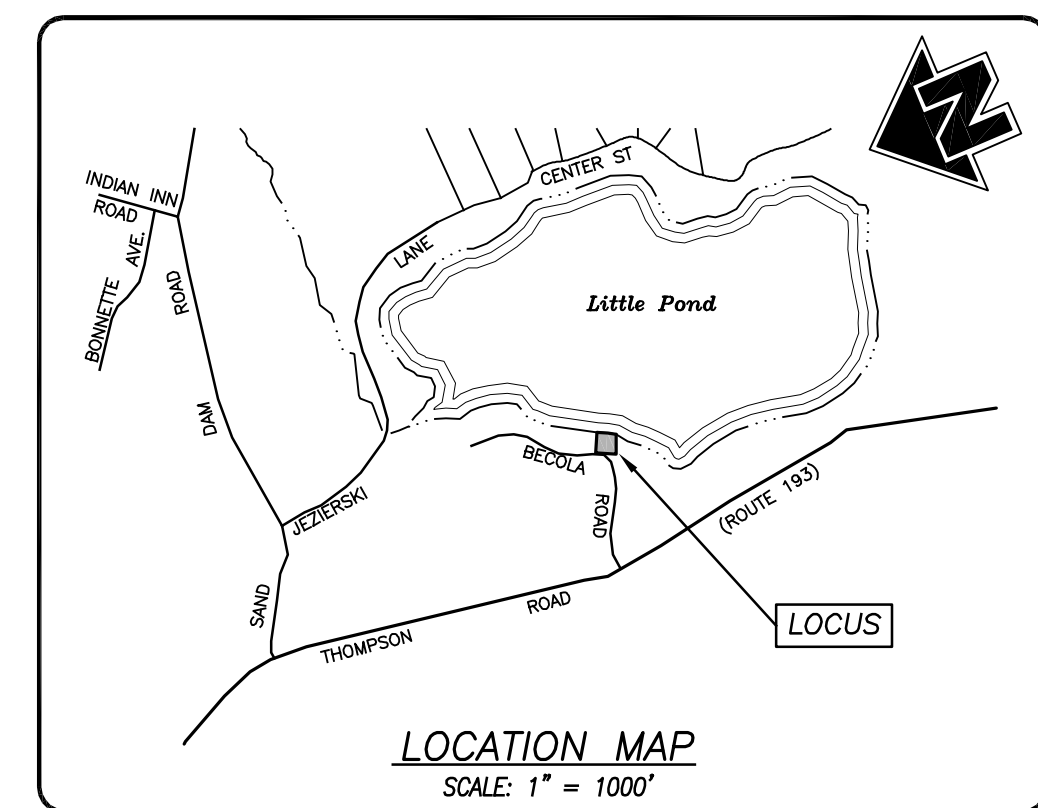 N
INDIAN INN
ROAD
BONNETTE AVE.
ROAD
DAM
SAND
JEZIERSKI
LANE
CENTER ST
Little Pond
BECOLA
ROAD
(ROUTE 193)
THOMPSON ROAD
LOCUS
LOCATION MAP
SCALE: 1" = 1000'